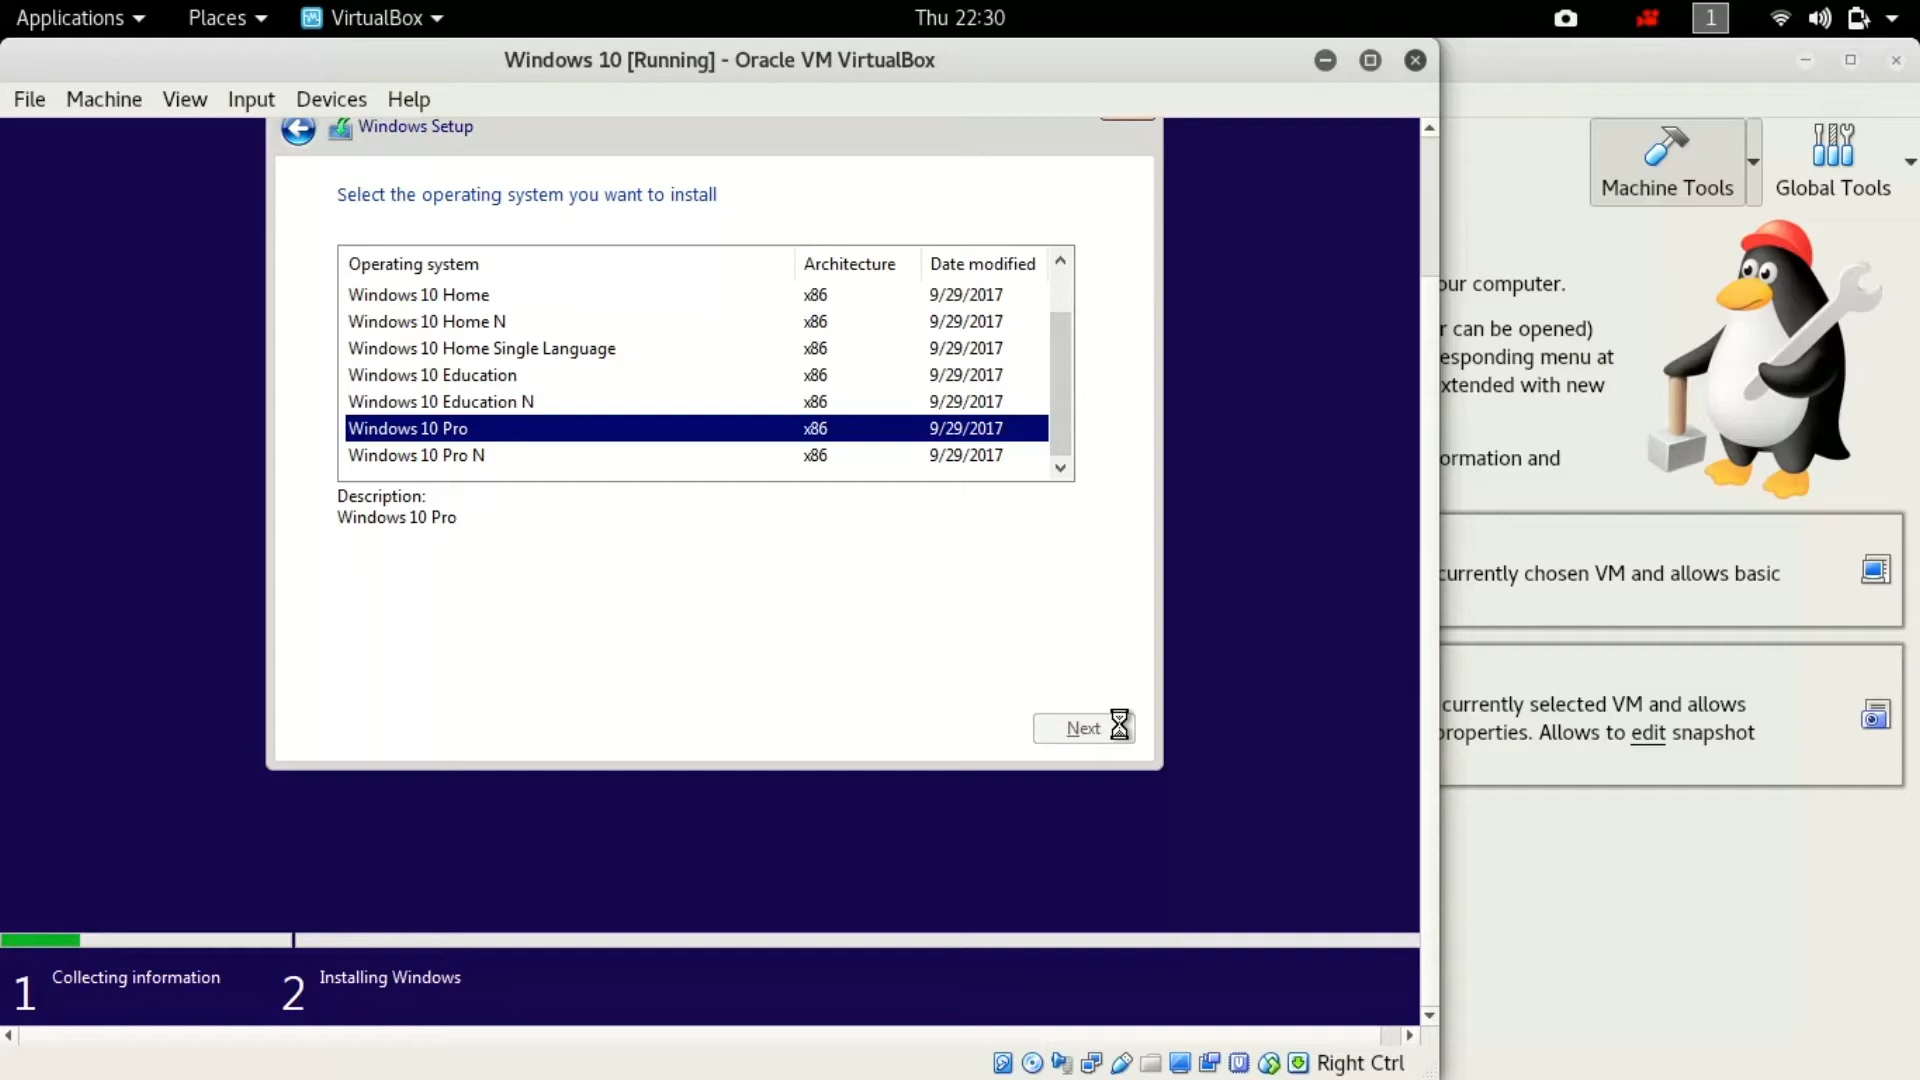 Applications Places VirtualBox Thu 22:30 1
Windows 10 [Running] - Oracle VM VirtualBox
File Machine View Input Devices Help
Windows Setup
Select the operating system you want to install
Operating system Architecture Date modified
Windows 10 Home x86 9/29/2017
Windows 10 Home N x86 9/29/2017
Windows 10 Home Single Language x86 9/29/2017
Windows 10 Education x86 9/29/2017
Windows 10 Education N x86 9/29/2017
Windows 10 Pro x86 9/29/2017
Windows 10 Pro N x86 9/29/2017
Description:
Windows 10 Pro
Next
1 Collecting information 2 Installing Windows
Right Ctrl
Machine Tools Global Tools
our computer.
r can be opened)
esponding menu at
xtended with new
ormation and
currently chosen VM and allows basic
currently selected VM and allows
properties. Allows to edit snapshot